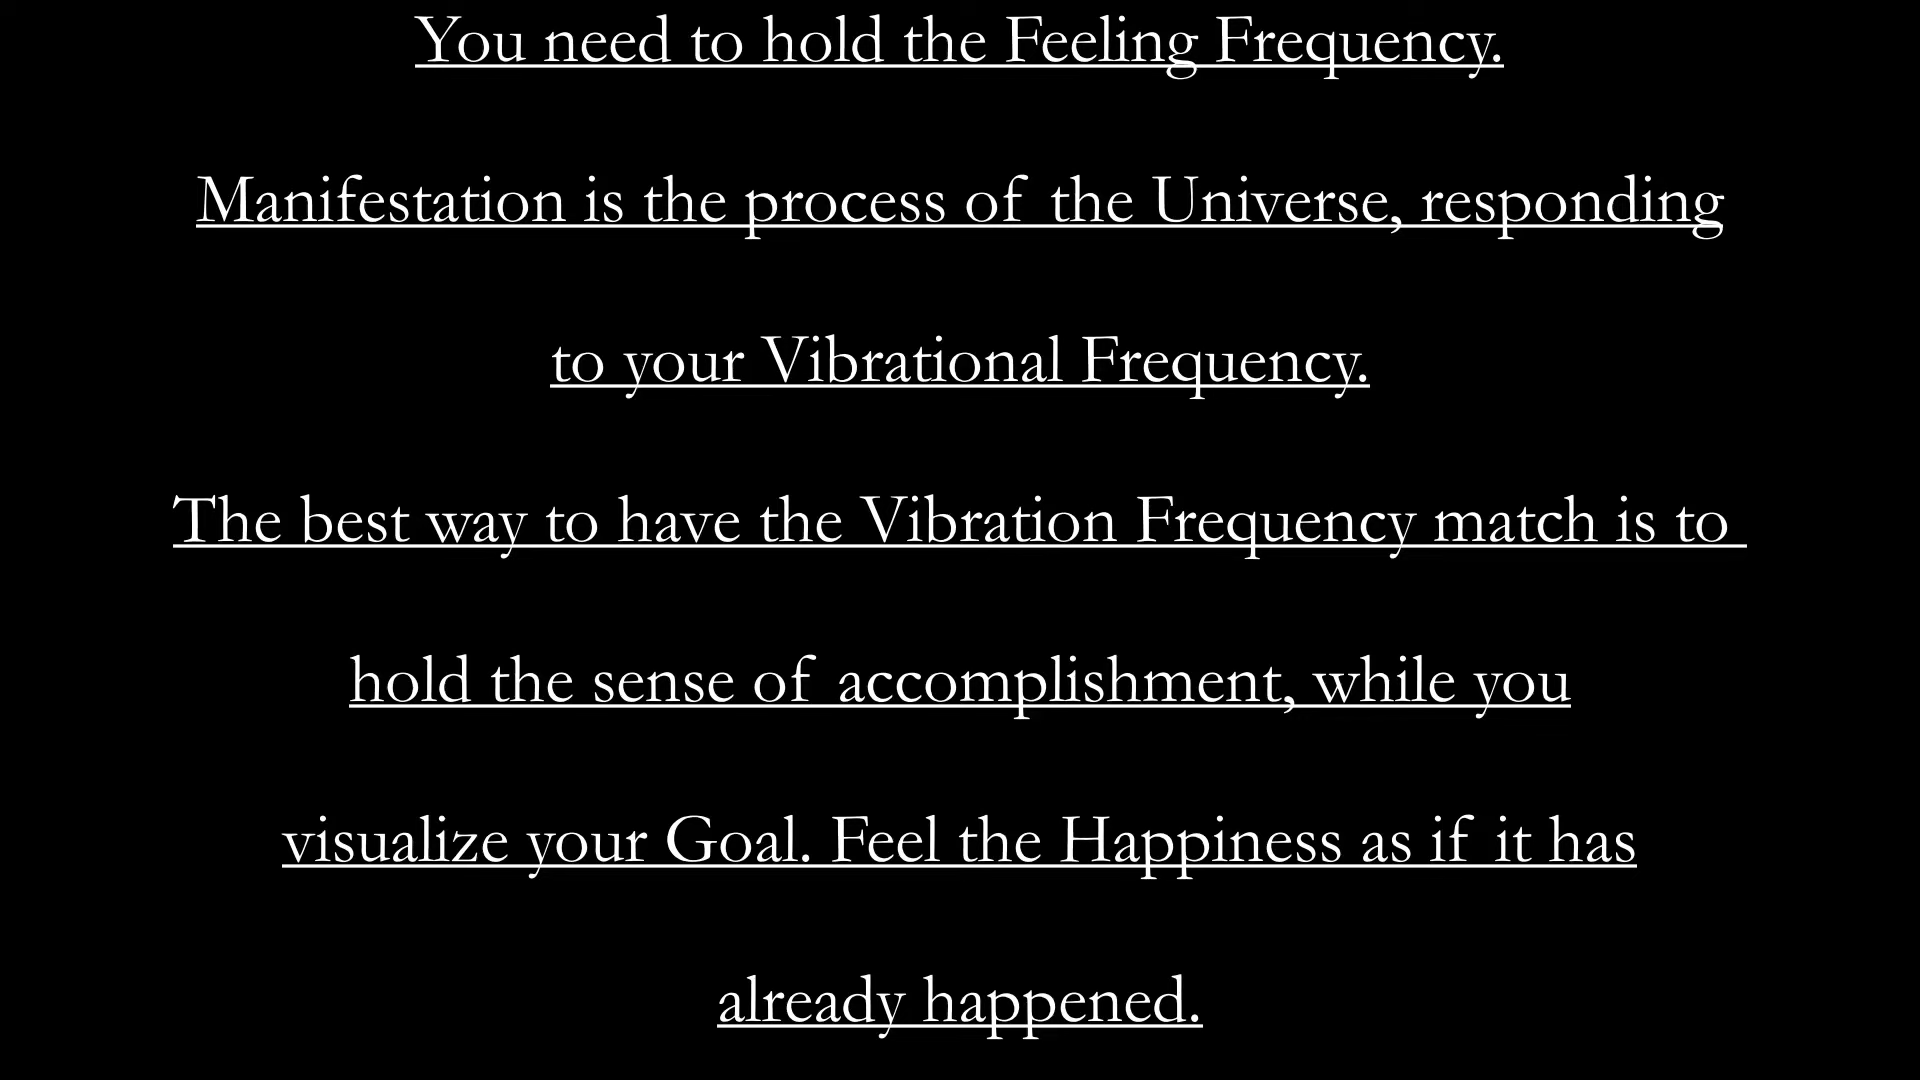 You need to hold the Feeling Frequency.
Manifestation is the process of the Universe, responding
to your Vibrational Frequency.
The best way to have the Vibration Frequency match is to
hold the sense of accomplishment, while you
visualize your Goal. Feel the Happiness as if it has
already happened.